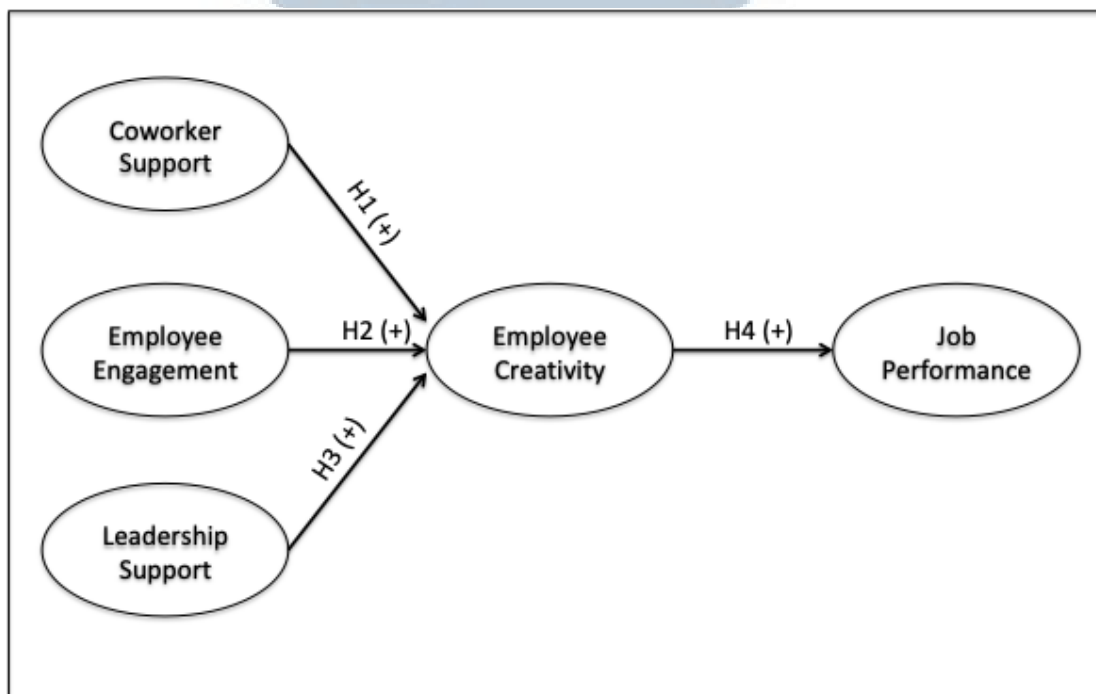 Coworker
Support
H1 (+)
Employee
Engagement
H2 (+)
Employee
Creativity
H4 (+)
Job
Performance
H3 (+)
Leadership
Support